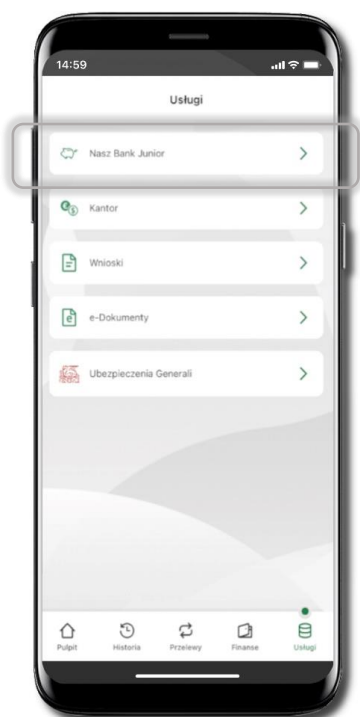 14:59
Usługi
Nasz Bank Junior
Kantor
Wnioski
e-Dokumenty
Ubezpieczenia Generali
Pulpit Historia Przelewy Finanse Usługi